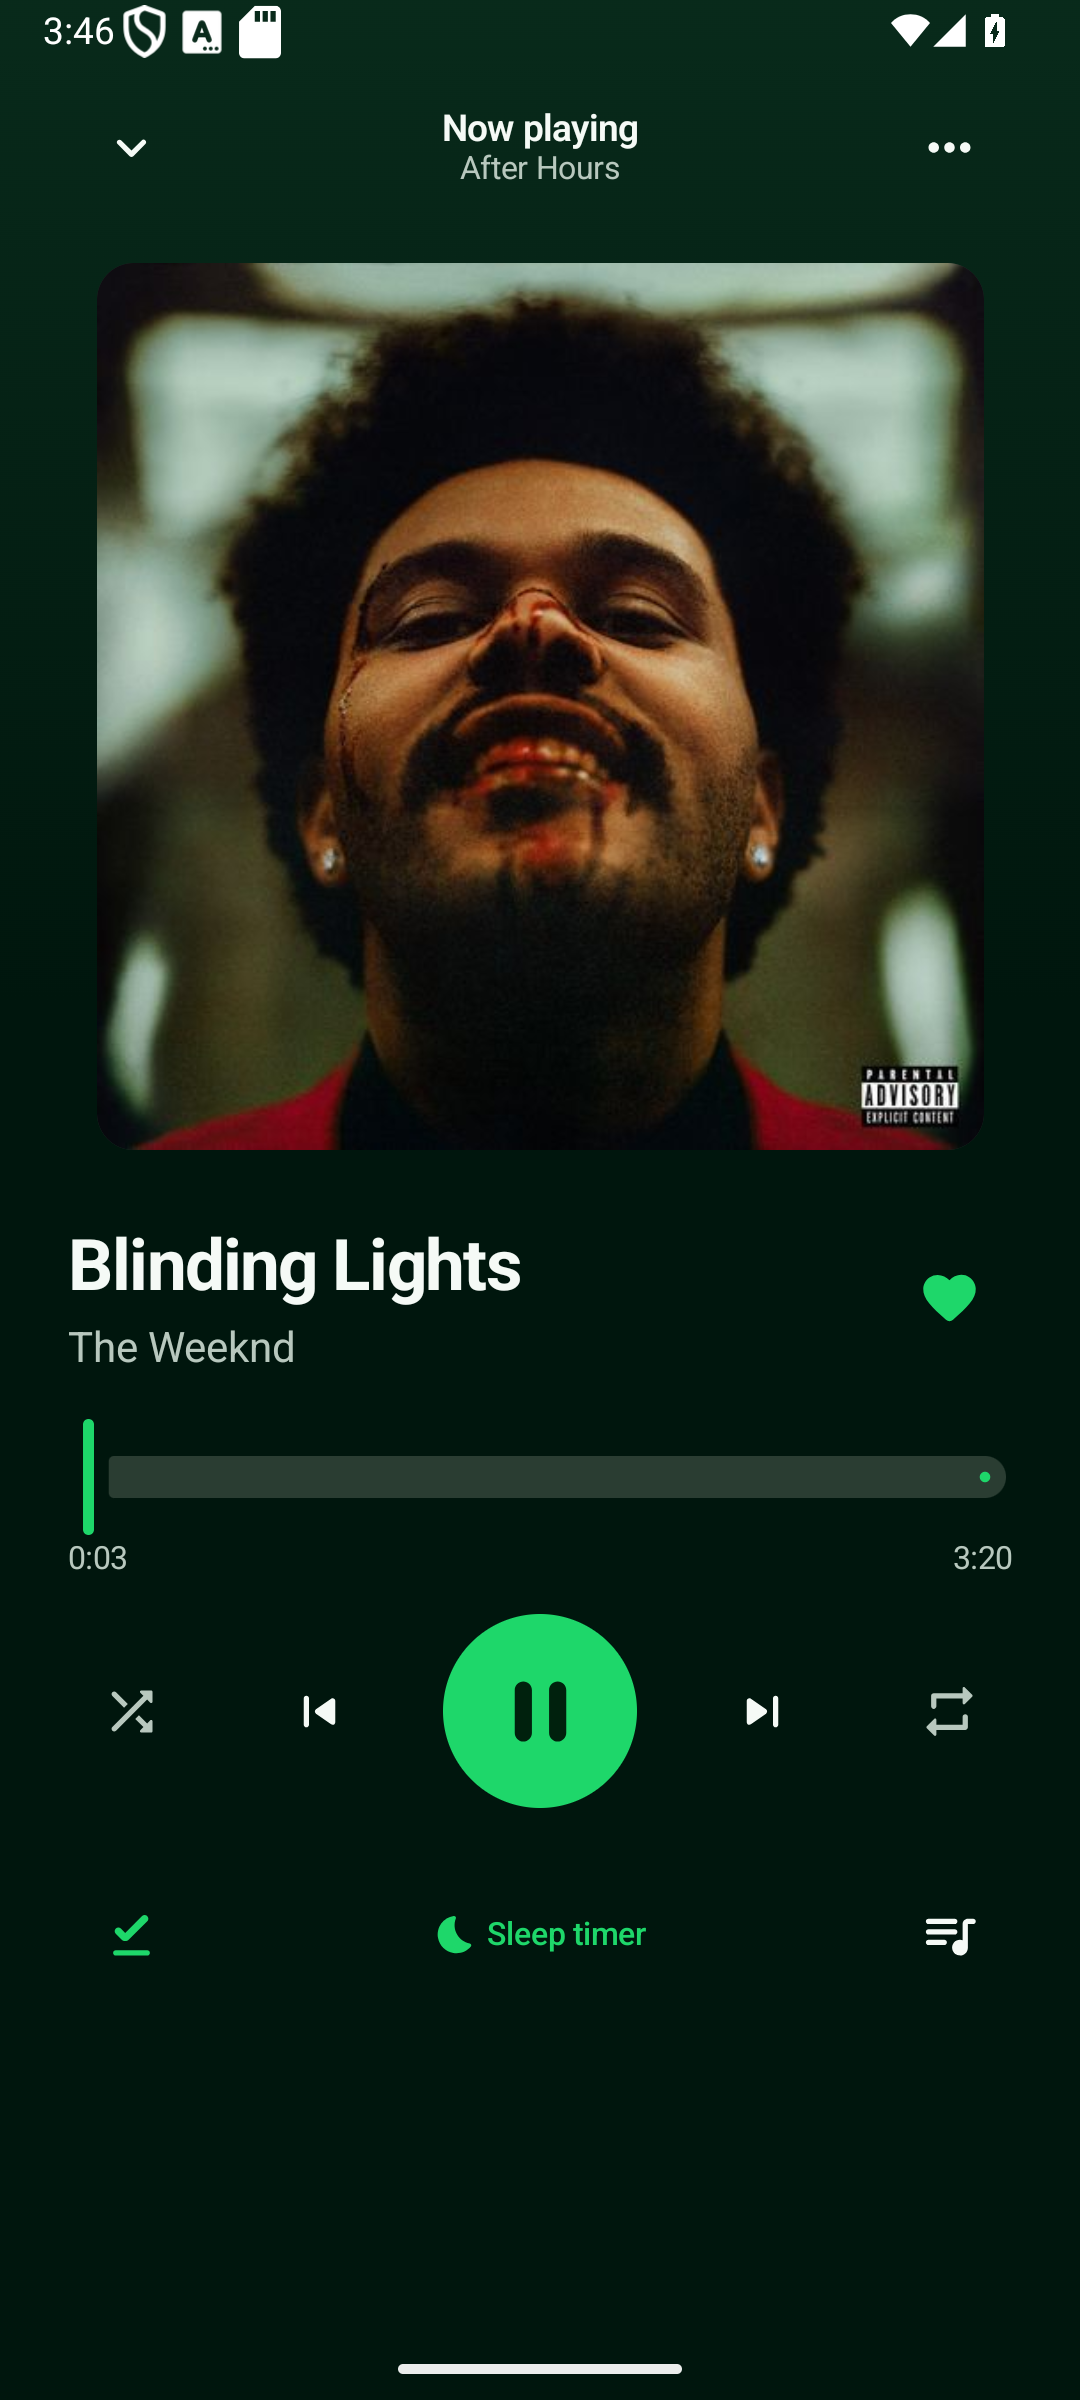 3:46
Now playing
After Hours
PARENTAL
ADVISORY
EXPLICIT CONTENT
Blinding Lights
The Weeknd
0:03
3:20
Sleep timer